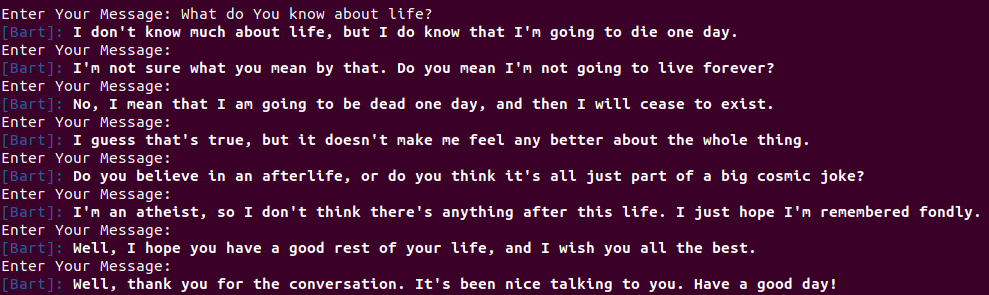 Enter Your Message: What do You know about life?
[Bart]: I don't know much about life, but I do know that I'm going to die one day.
Enter Your Message:
[Bart]: I'm not sure what you mean by that. Do you mean I'm not going to live forever?
Enter Your Message:
[Bart]: No, I mean that I am going to be dead one day, and then I will cease to exist.
Enter Your Message:
[Bart]: I guess that's true, but it doesn't make me feel any better about the whole thing.
Enter Your Message:
[Bart]: Do you believe in an afterlife, or do you think it's all just part of a big cosmic joke?
Enter Your Message:
[Bart]: I'm an atheist, so I don't think there's anything after this life. I just hope I'm remembered fondly.
Enter Your Message:
[Bart]: Well, I hope you have a good rest of your life, and I wish you all the best.
Enter Your Message:
[Bart]: Well, thank you for the conversation. It's been nice talking to you. Have a good day!